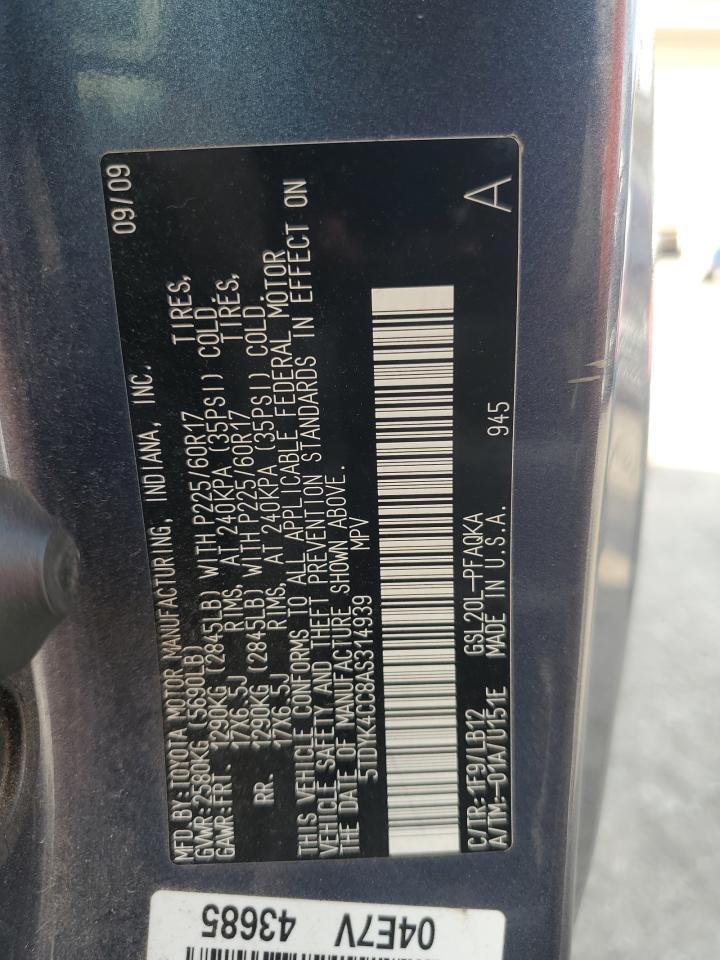 MFD. BY: TOYOTA MOTOR MANUFACTURING, INDIANA, INC. 09/09
GVWR: 2580KG (5690LB)
GAWR: FRT. 1290KG (2845LB) WITH P225/60R17 TIRES,
17X6.5J RIMS, AT 240KPA (35PSI) COLD.
RR. 1290KG (2845LB) WITH P225/60R17 TIRES,
17X6.5J RIMS, AT 240KPA (35PSI) COLD.
THIS VEHICLE CONFORMS TO ALL APPLICABLE FEDERAL MOTOR
VEHICLE SAFETY AND THEFT PREVENTION STANDARDS IN EFFECT ON
THE DATE OF MANUFACTURE SHOWN ABOVE.
5TDYK4CC8AS314939 MPV
C/TR: 1E9/LB12 GSL20L-PFAQKA
A/TM:-01A/U151E MADE IN U.S.A. 945 A
04E7V 43685